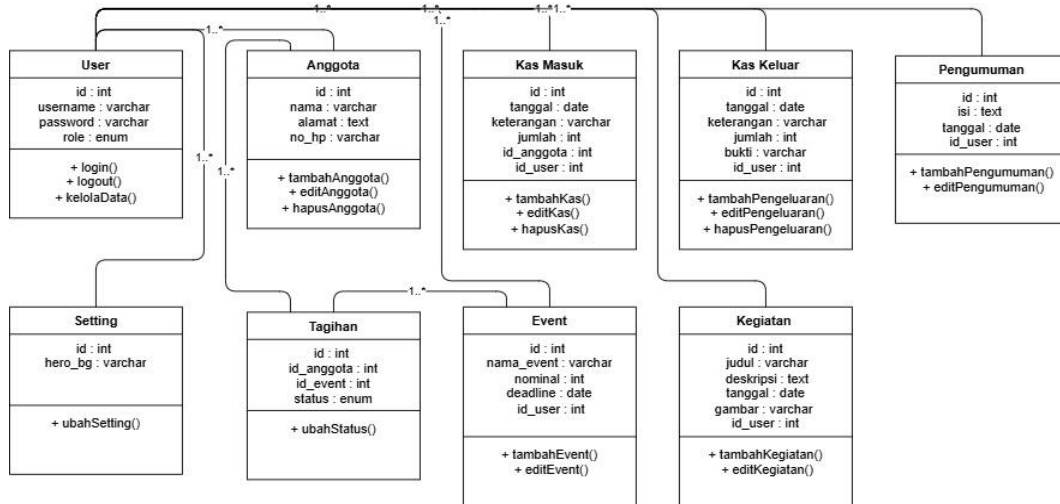 1..*
1..*
1..*
1..*1..*
1..*
1..*
User
id : int
username : varchar
password : varchar
role : enum
+ login()
+ logout()
+ kelolaData()
Anggota
id : int
nama : varchar
alamat : text
no_hp : varchar
+ tambahAnggota()
+ editAnggota()
+ hapusAnggota()
Kas Masuk
id : int
tanggal : date
keterangan : varchar
jumlah : int
id_anggota : int
id_user : int
+ tambahKas()
+ editKas()
+ hapusKas()
Kas Keluar
id : int
tanggal : date
keterangan : varchar
jumlah : int
bukti : varchar
id_user : int
+ tambahPengeluaran()
+ editPengeluaran()
+ hapusPengeluaran()
Pengumuman
id : int
isi : text
tanggal : date
id_user : int
+ tambahPengumuman()
+ editPengumuman()
1..*
1..*
1..*
Setting
id : int
hero_bg : varchar
+ ubahSetting()
Tagihan
id : int
id_anggota : int
id_event : int
status : enum
+ ubahStatus()
Event
id : int
nama_event : varchar
nominal : int
deadline : date
id_user : int
+ tambahEvent()
+ editEvent()
Kegiatan
id : int
judul : varchar
deskripsi : text
tanggal : date
gambar : varchar
id_user : int
+ tambahKegiatan()
+ editKegiatan()